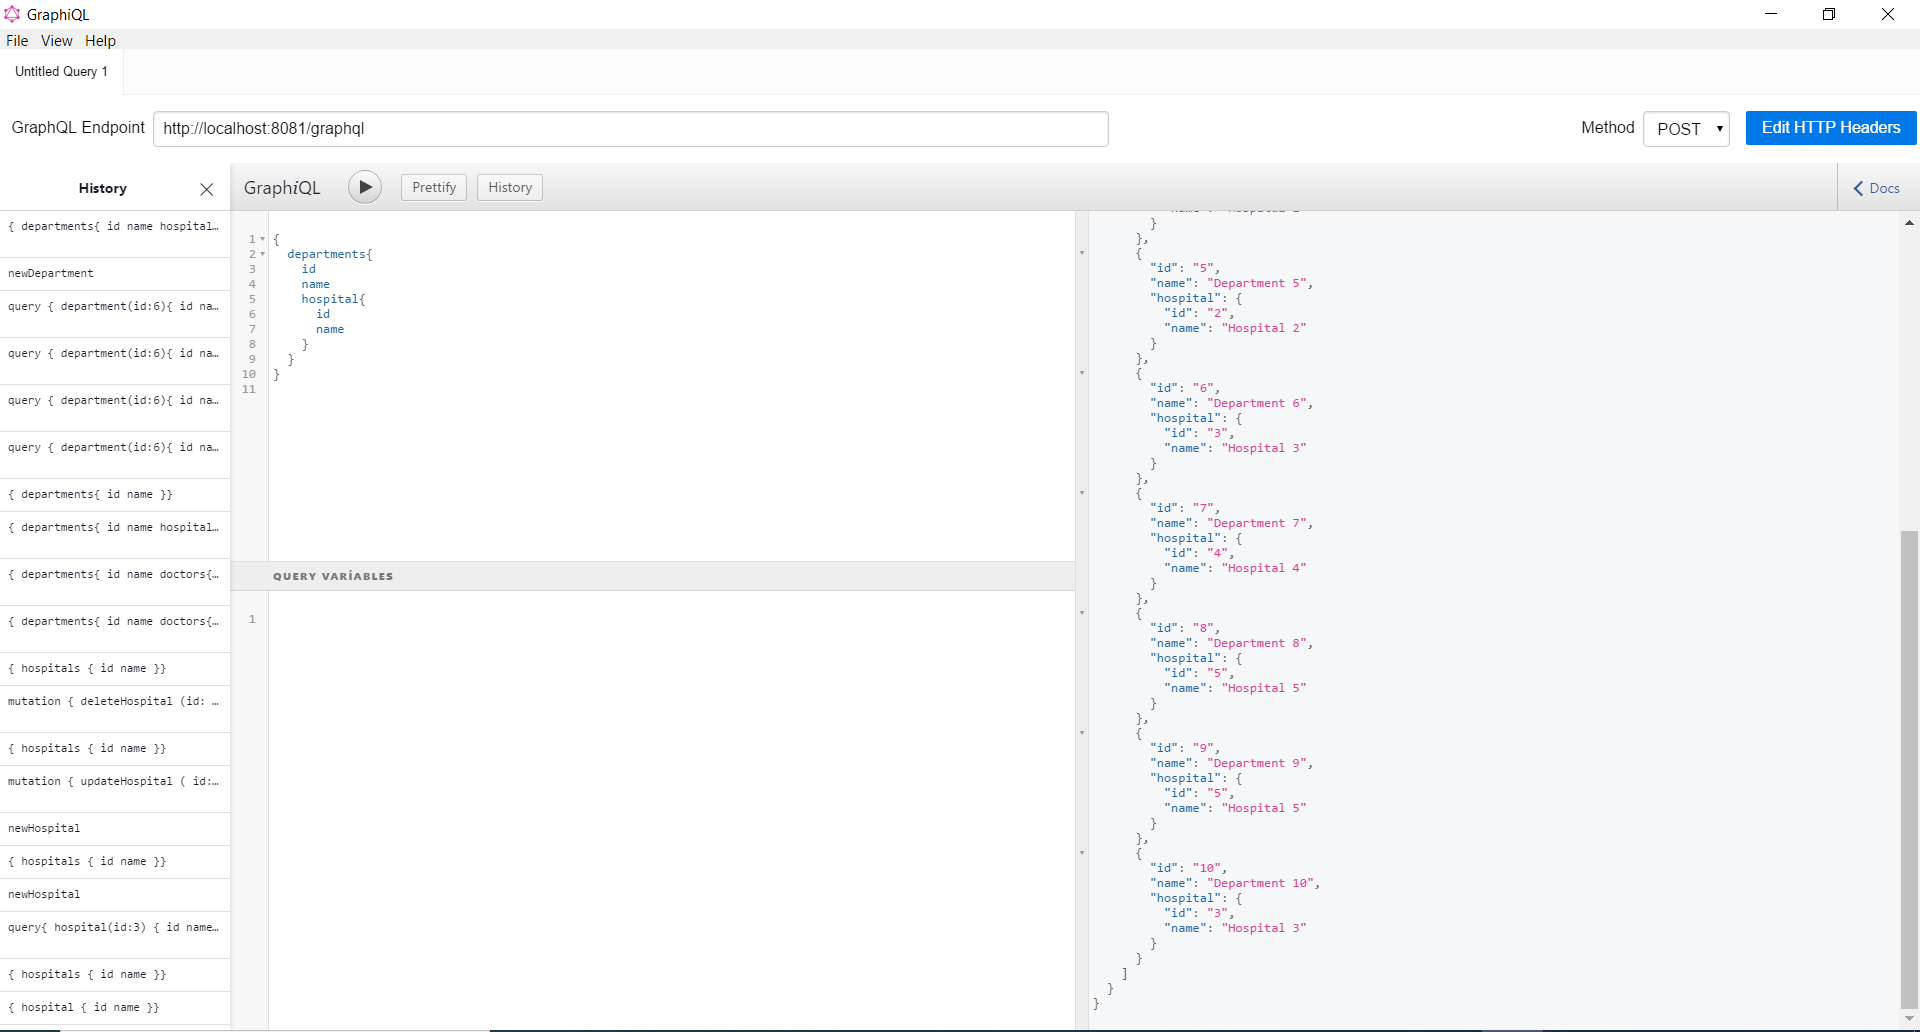 GraphiQL
File View Help
Untitled Query 1
GraphQL Endpoint http://localhost:8081/graphql Method POST Edit HTTP Headers
History
GraphiQL Prettify History Docs
{ departments{ id name hospital…
newDepartment
query { department(id:6){ id na…
query { department(id:6){ id na…
query { department(id:6){ id na…
query { department(id:6){ id na…
{ departments{ id name }}
{ departments{ id name hospital…
{ departments{ id name doctors{…
{ departments{ id name doctors{…
{ hospitals { id name }}
mutation { deleteHospital (id: …
{ hospitals { id name }}
mutation { updateHospital ( id:…
newHospital
{ hospitals { id name }}
newHospital
query{ hospital(id:3) { id name…
{ hospitals { id name }}
{ hospital { id name }}
1 {
2 departments{
3 id
4 name
5 hospital{
6 id
7 name
8 }
9 }
10 }
11
QUERY VARİABLES
1
}
},
{
"id": "5",
"name": "Department 5",
"hospital": {
"id": "2",
"name": "Hospital 2"
}
},
{
"id": "6",
"name": "Department 6",
"hospital": {
"id": "3",
"name": "Hospital 3"
}
},
{
"id": "7",
"name": "Department 7",
"hospital": {
"id": "4",
"name": "Hospital 4"
}
},
{
"id": "8",
"name": "Department 8",
"hospital": {
"id": "5",
"name": "Hospital 5"
}
},
{
"id": "9",
"name": "Department 9",
"hospital": {
"id": "5",
"name": "Hospital 5"
}
},
{
"id": "10",
"name": "Department 10",
"hospital": {
"id": "3",
"name": "Hospital 3"
}
}
]
}
}